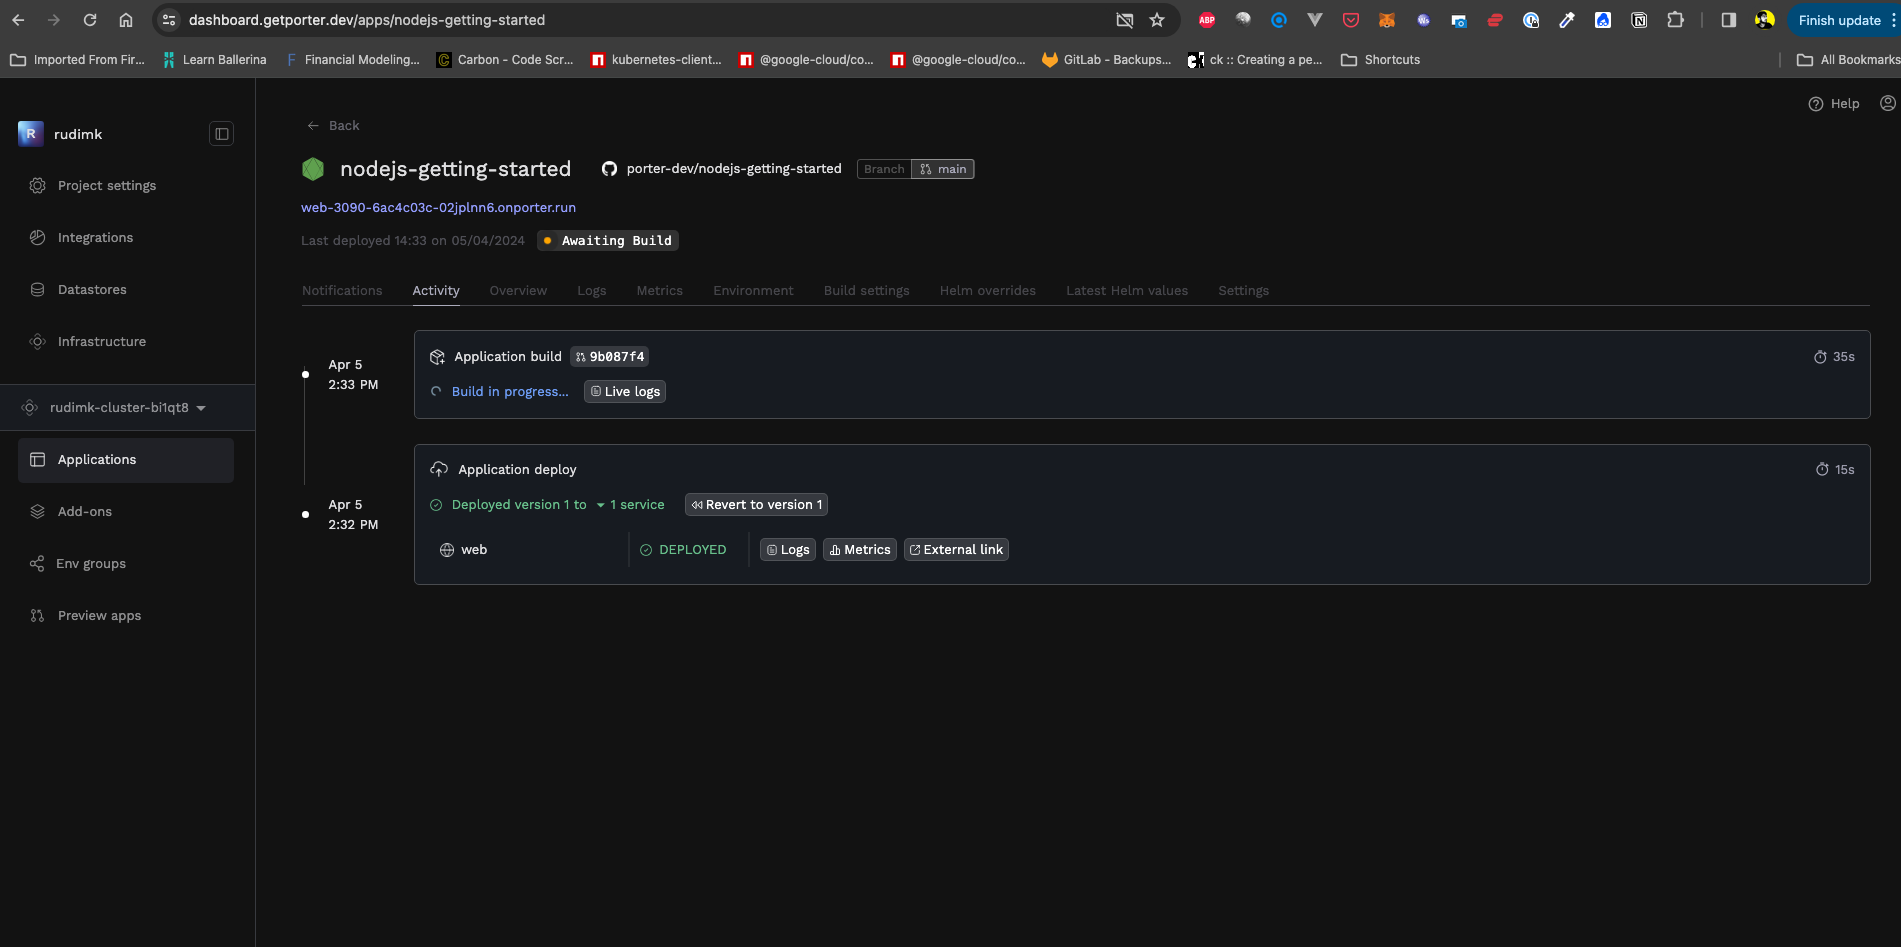 dashboard.getporter.dev/apps/nodejs-getting-started
ABP
Ws
Finish update
Imported From Fir...
Learn Ballerina
F Financial Modeling...
C Carbon - Code Scr...
kubernetes-client...
@google-cloud/co...
@google-cloud/co...
GitLab - Backups...
ck :: Creating a pe...
Shortcuts
All Bookmarks
Help
R rudimk
Project settings
Integrations
Datastores
Infrastructure
rudimk-cluster-bi1qt8
Applications
Add-ons
Env groups
Preview apps
Back
nodejs-getting-started porter-dev/nodejs-getting-started Branch main
web-3090-6ac4c03c-02jplnn6.onporter.run
Last deployed 14:33 on 05/04/2024 Awaiting Build
Notifications Activity Overview Logs Metrics Environment Build settings Helm overrides Latest Helm values Settings
Apr 5
2:33 PM
Application build 9b087f4 35s
Build in progress... Live logs
Apr 5
2:32 PM
Application deploy 15s
Deployed version 1 to 1 service Revert to version 1
web DEPLOYED Logs Metrics External link